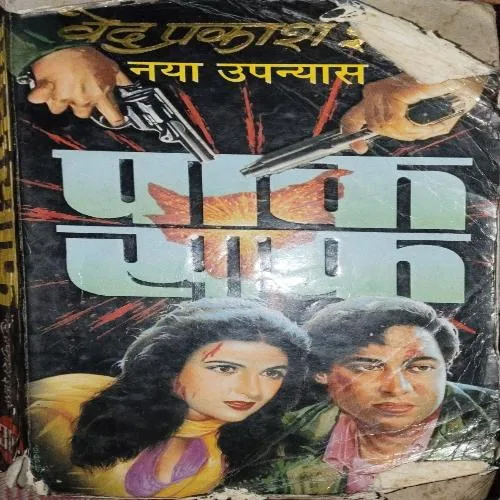 वेद प्रकाश
नया उपन्यास
पाक
साफ